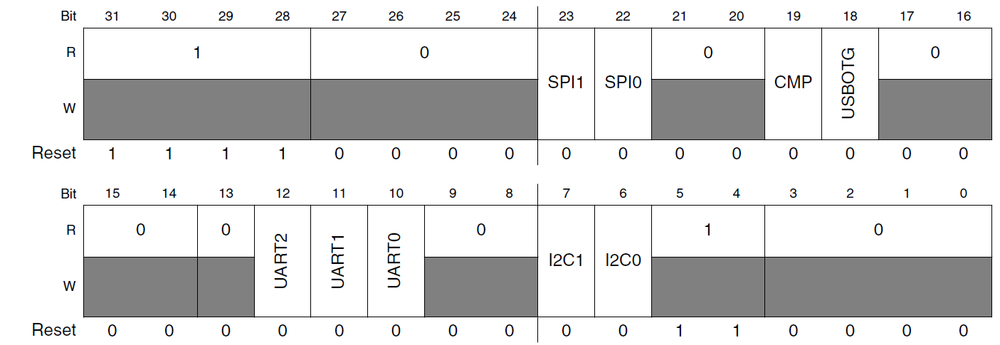 Bit 31 30 29 28 27 26 25 24 23 22 21 20 19 18 17 16
R 1 0 SPI1 SPI0 0 CMP USBOTG 0
W
Reset 1 1 1 1 0 0 0 0 0 0 0 0 0 0 0 0
Bit 15 14 13 12 11 10 9 8 7 6 5 4 3 2 1 0
R 0 0 UART2 UART1 UART0 0 I2C1 I2C0 1 0
W
Reset 0 0 0 0 0 0 0 0 0 0 1 1 0 0 0 0